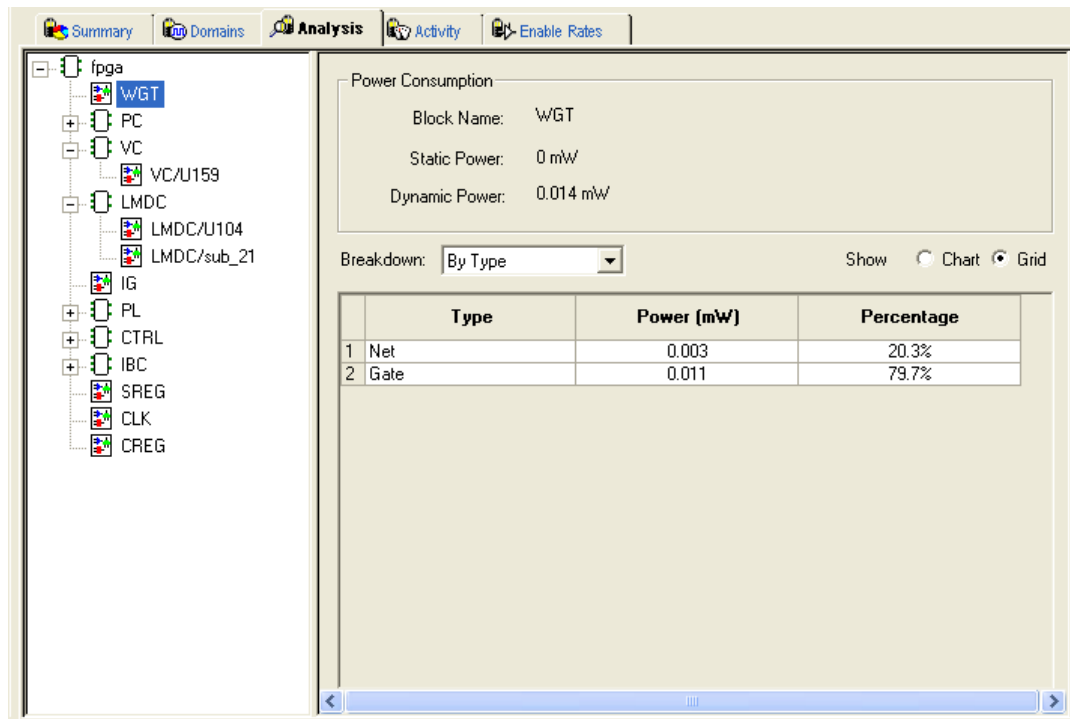 Summary Domains Analysis Activity Enable Rates
fpga
WGT
PC
VC
VC/U159
LMDC
LMDC/U104
LMDC/sub_21
IG
PL
CTRL
IBC
SREG
CLK
CREG
Power Consumption
Block Name: WGT
Static Power: 0 mW
Dynamic Power: 0.014 mW
Breakdown: By Type Show Chart Grid
Type Power (mW) Percentage
1 Net 0.003 20.3%
2 Gate 0.011 79.7%